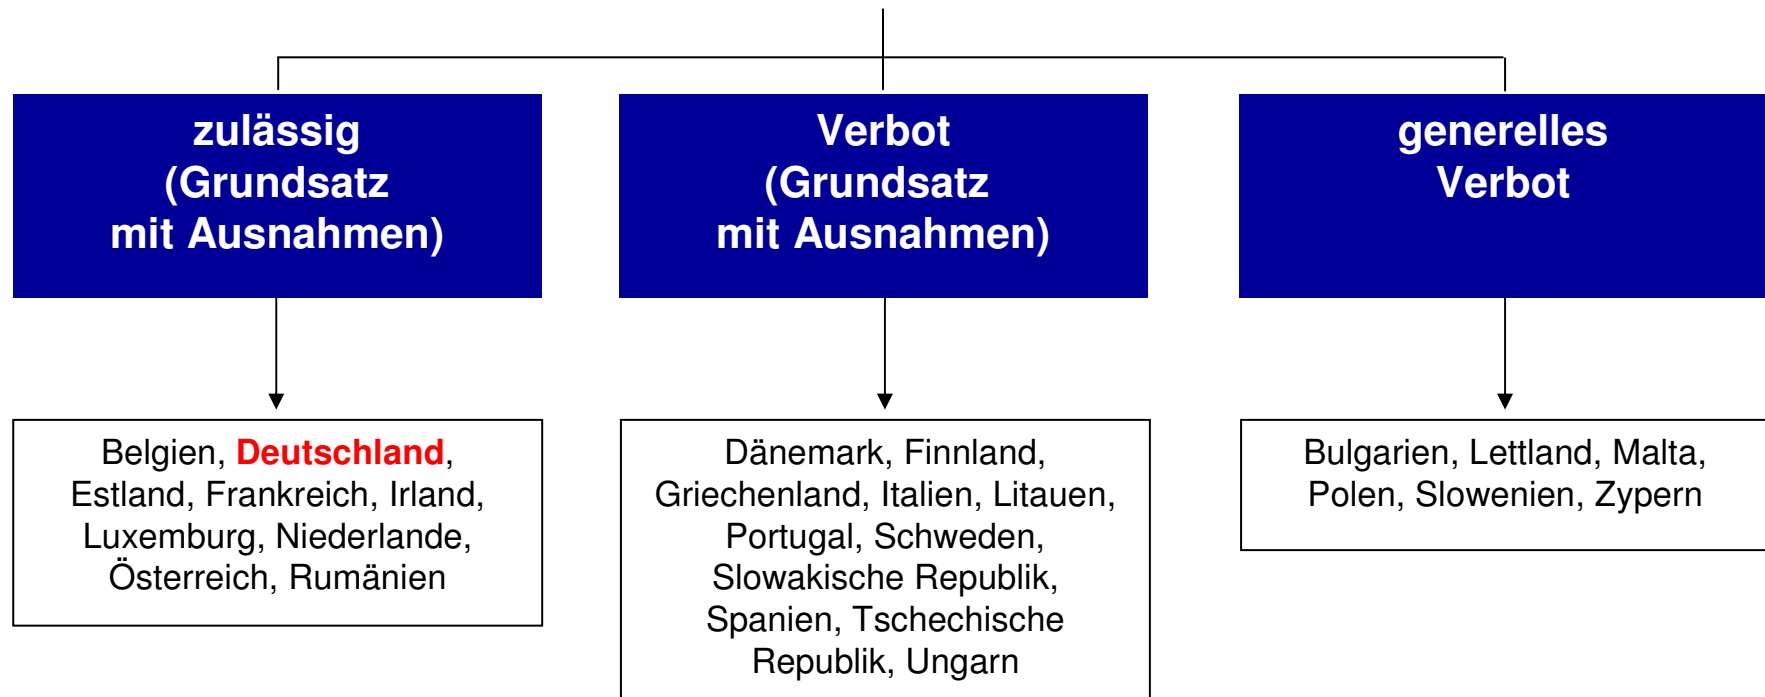 zulässig
(Grundsatz
mit Ausnahmen)
Verbot
(Grundsatz
mit Ausnahmen)
generelles
Verbot
Belgien, Deutschland,
Estland, Frankreich, Irland,
Luxemburg, Niederlande,
Österreich, Rumänien
Dänemark, Finnland,
Griechenland, Italien, Litauen,
Portugal, Schweden,
Slowakische Republik,
Spanien, Tschechische
Republik, Ungarn
Bulgarien, Lettland, Malta,
Polen, Slowenien, Zypern